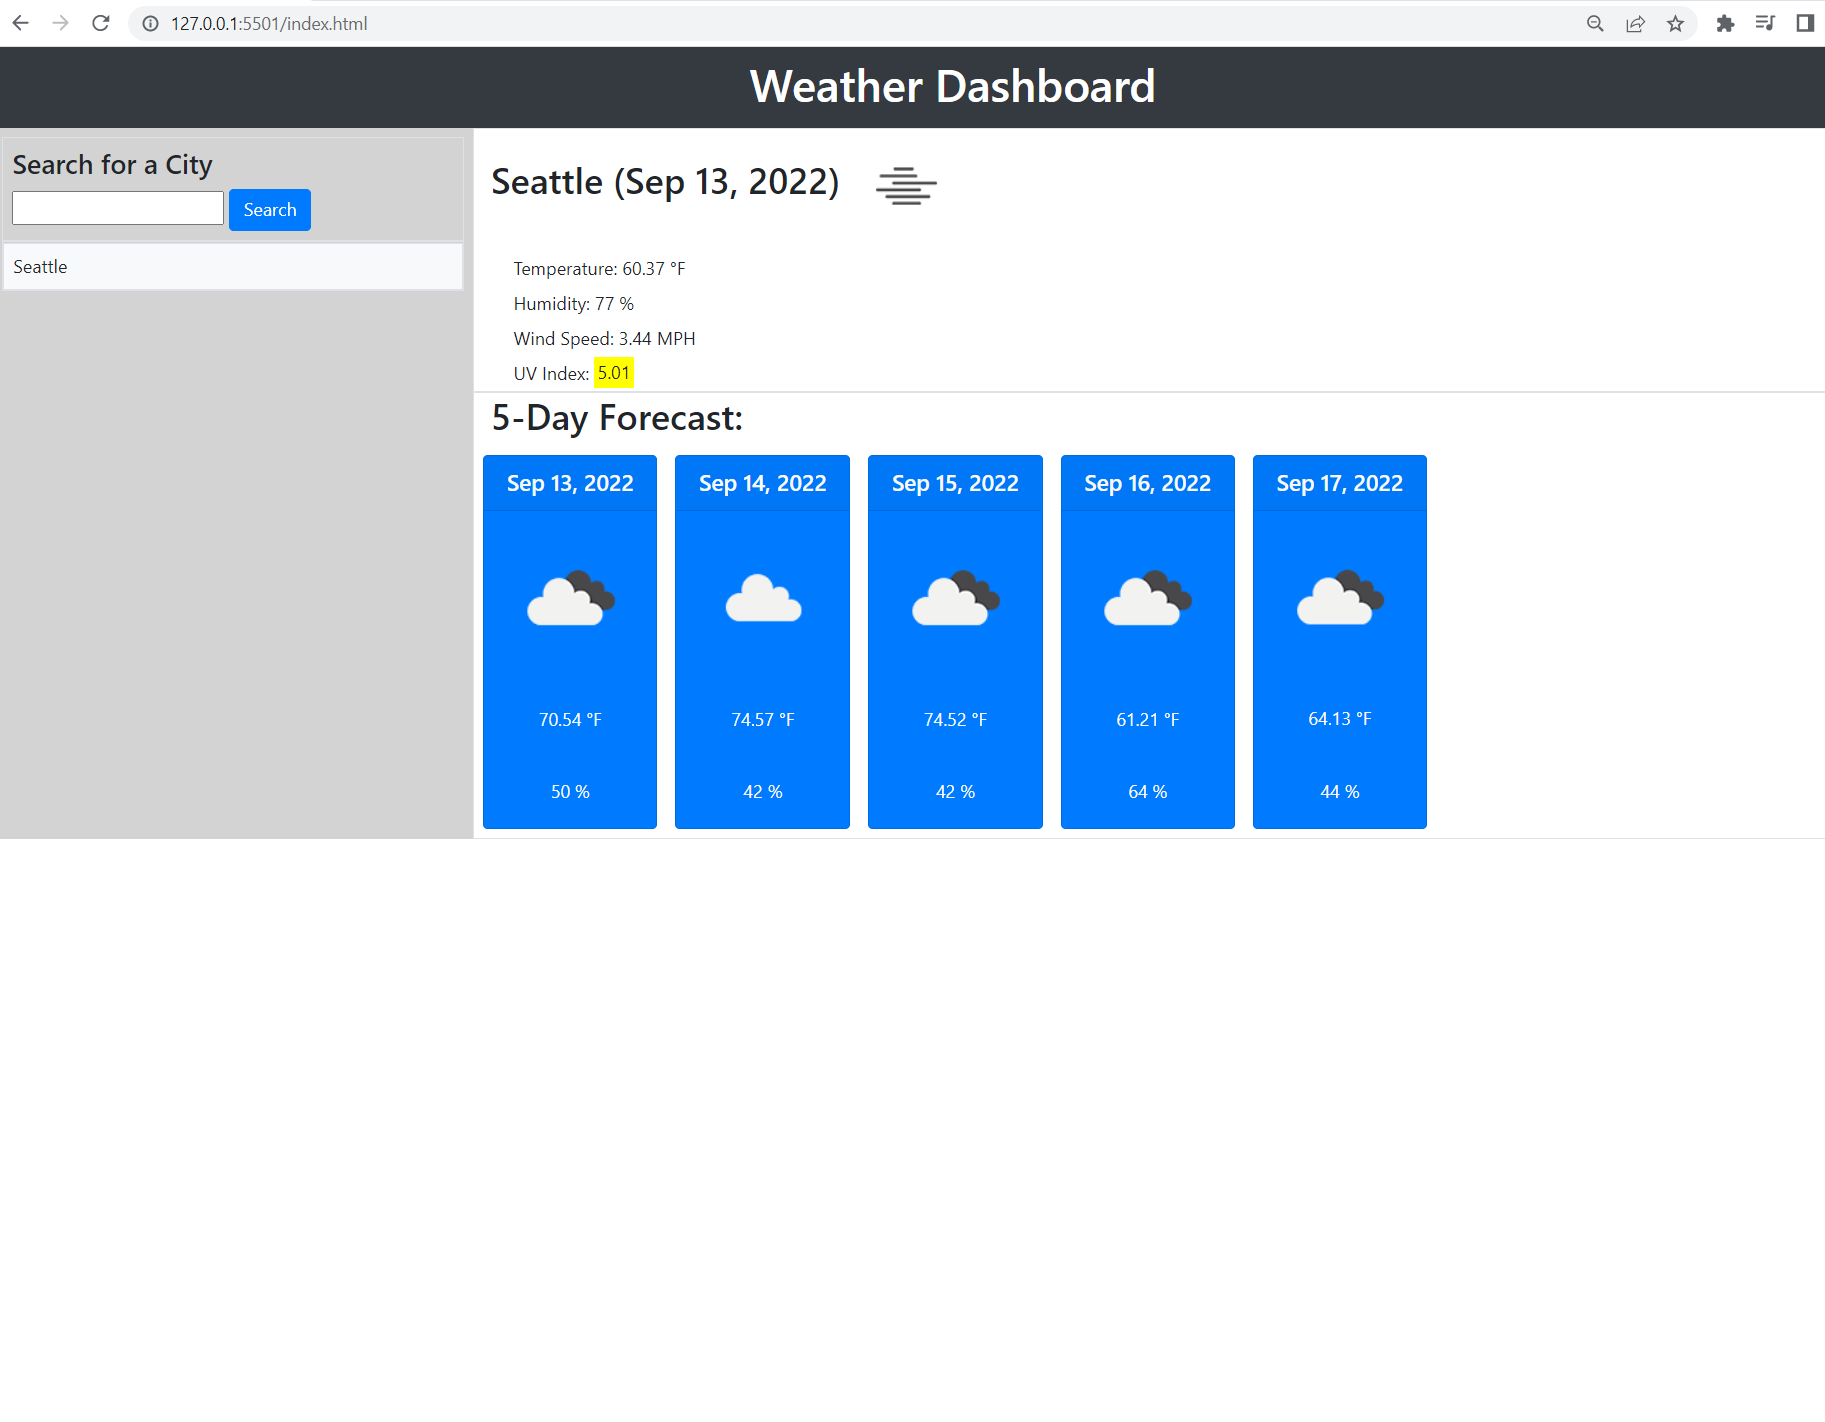 127.0.0.1:5501/index.html
Weather Dashboard
Search for a City
Search
Seattle
Seattle (Sep 13, 2022)
Temperature: 60.37 °F
Humidity: 77 %
Wind Speed: 3.44 MPH
UV Index: 5.01
5-Day Forecast:
Sep 13, 2022 Sep 14, 2022 Sep 15, 2022 Sep 16, 2022 Sep 17, 2022
70.54 °F 74.57 °F 74.52 °F 61.21 °F 64.13 °F
50 % 42 % 42 % 64 % 44 %